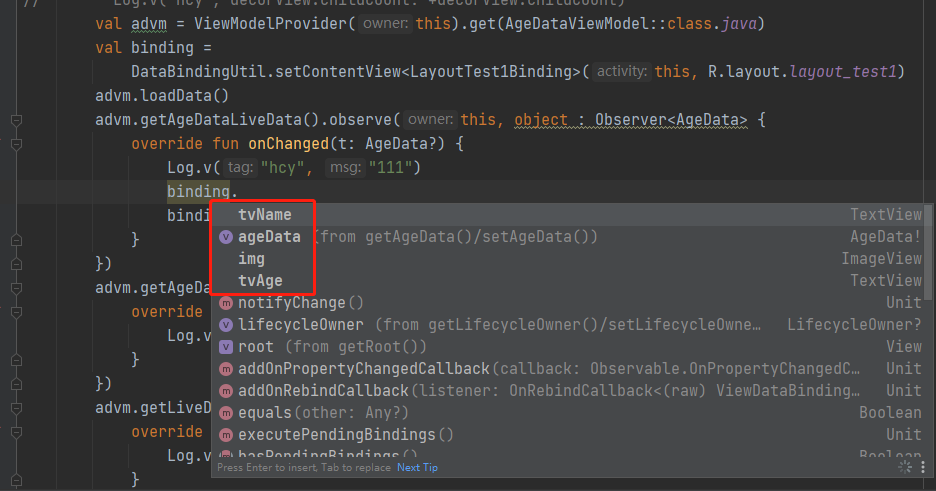 // Log.v("hcy","decorView.childCount:"+decorView.childCount)
val advm = ViewModelProvider( owner: this).get(AgeDataViewModel::class.java)
val binding =
DataBindingUtil.setContentView<LayoutTest1Binding>( activity: this, R.layout.layout_test1)
advm.loadData()
advm.getAgeDataLiveData().observe( owner: this, object : Observer<AgeData> {
override fun onChanged(t: AgeData?) {
Log.v( tag: "hcy", msg: "111")
binding.
bindi
tvName TextView
v ageData (from getAgeData()/setAgeData()) AgeData!
img ImageView
tvAge TextView
}
m notifyChange() Unit
})
v lifecycleOwner (from getLifecycleOwner()/setLifecycleOwne… LifecycleOwner?
advm.getAgeDa
override
v root (from getRoot()) View
Log.v
m addOnPropertyChangedCallback(callback: Observable.OnPropertyChangedC… Unit
}
m addOnRebindCallback(listener: OnRebindCallback<(raw) ViewDataBinding… Unit
})
m equals(other: Any?) Boolean
advm.getLiveD
override
m executePendingBindings() Unit
Log.v
m hasPendingBindings() Boolean
Press Enter to insert, Tab to replace Next Tip
}